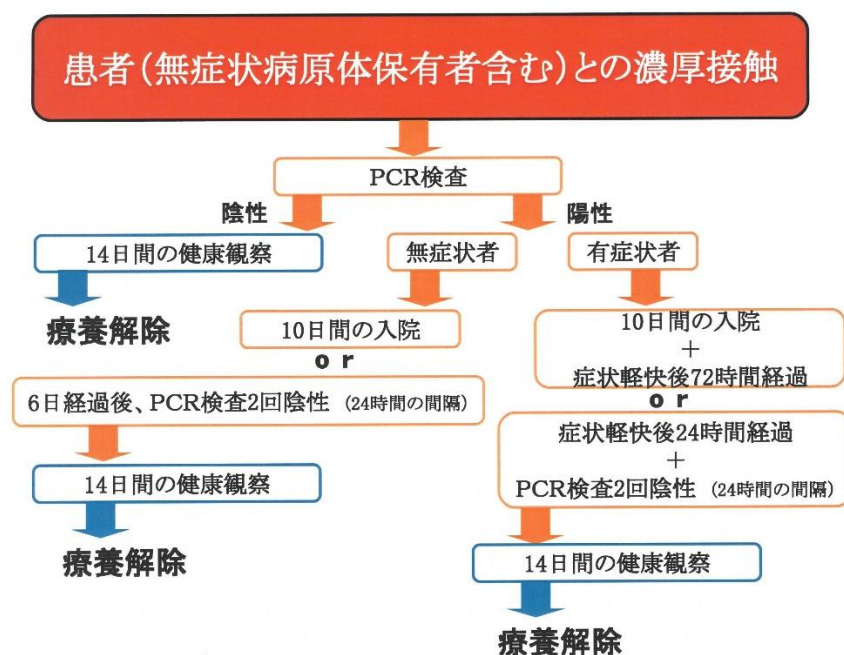 患者(無症状病原体保有者含む)との濃厚接触
PCR検査
陰性
陽性
14日間の健康観察
無症状者
有症状者
療養解除
10日間の入院
or
6日経過後、PCR検査2回陰性 (24時間の間隔)
14日間の健康観察
療養解除
10日間の入院
+
症状軽快後72時間経過
or
症状軽快後24時間経過
+
PCR検査2回陰性 (24時間の間隔)
14日間の健康観察
療養解除